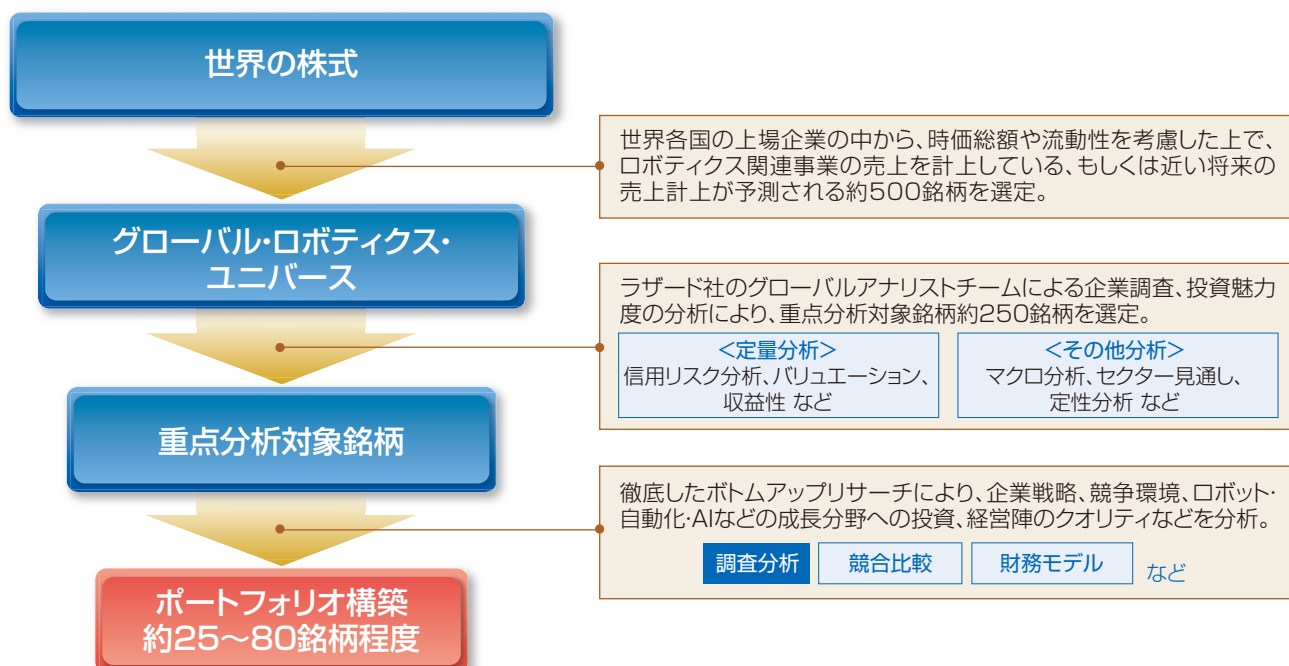 世界の株式
世界各国の上場企業の中から、時価総額や流動性を考慮した上で、
ロボティクス関連事業の売上を計上している、もしくは近い将来の
売上計上が予測される約500銘柄を選定。
グローバル・ロボティクス・
ユニバース
ラザード社のグローバルアナリストチームによる企業調査、投資魅力
度の分析により、重点分析対象銘柄約250銘柄を選定。
<定量分析>
信用リスク分析、バリュエーション、
収益性 など
<その他分析>
マクロ分析、セクター見通し、
定性分析 など
重点分析対象銘柄
徹底したボトムアップリサーチにより、企業戦略、競争環境、ロボット・
自動化・AIなどの成長分野への投資、経営陣のクオリティなどを分析。
調査分析 競合比較 財務モデル など
ポートフォリオ構築
約25～80銘柄程度